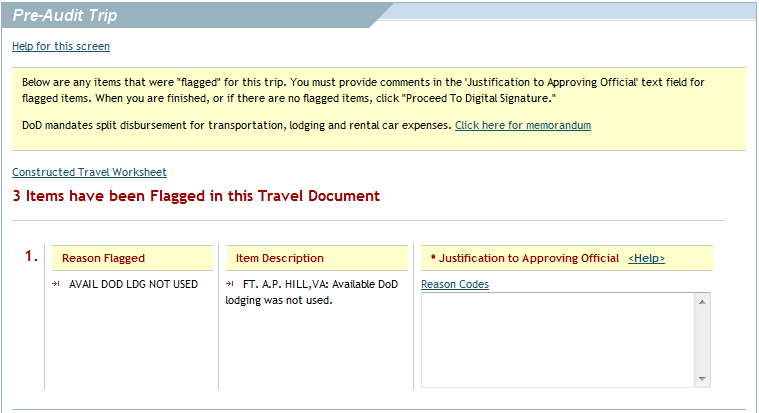 Pre-Audit Trip
Help for this screen
Below are any items that were "flagged" for this trip. You must provide comments in the 'Justification to Approving Official' text field for
flagged items. When you are finished, or if there are no flagged items, click "Proceed To Digital Signature."
DoD mandates split disbursement for transportation, lodging and rental car expenses. Click here for memorandum
Constructed Travel Worksheet
3 Items have been Flagged in this Travel Document
1. Reason Flagged Item Description * Justification to Approving Official <Help>
AVAIL DOD LDG NOT USED FT. A.P. HILL,VA: Available DoD Reason Codes
lodging was not used.